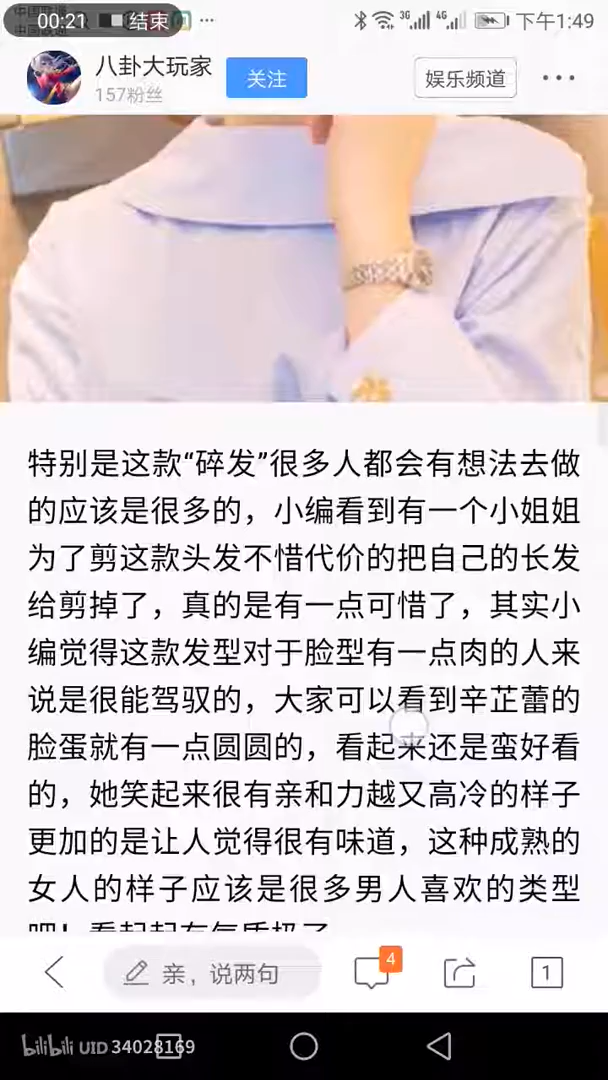 00:21 结束
3G 4G 下午1:49
八卦大玩家
157粉丝
关注
娱乐频道
特别是这款“碎发”很多人都会有想法去做
的应该是很多的，小编看到有一个小姐姐
为了剪这款头发不惜代价的把自己的长发
给剪掉了，真的是有一点可惜了，其实小
编觉得这款发型对于脸型有一点肉的人来
说是很能驾驭的，大家可以看到辛芷蕾的
脸蛋就有一点圆圆的，看起来还是蛮好看
的，她笑起来很有亲和力越又高冷的样子
更加的是让人觉得很有味道，这种成熟的
女人的样子应该是很多男人喜欢的类型
亲，说两句
4
1
bilibili UID 34028169